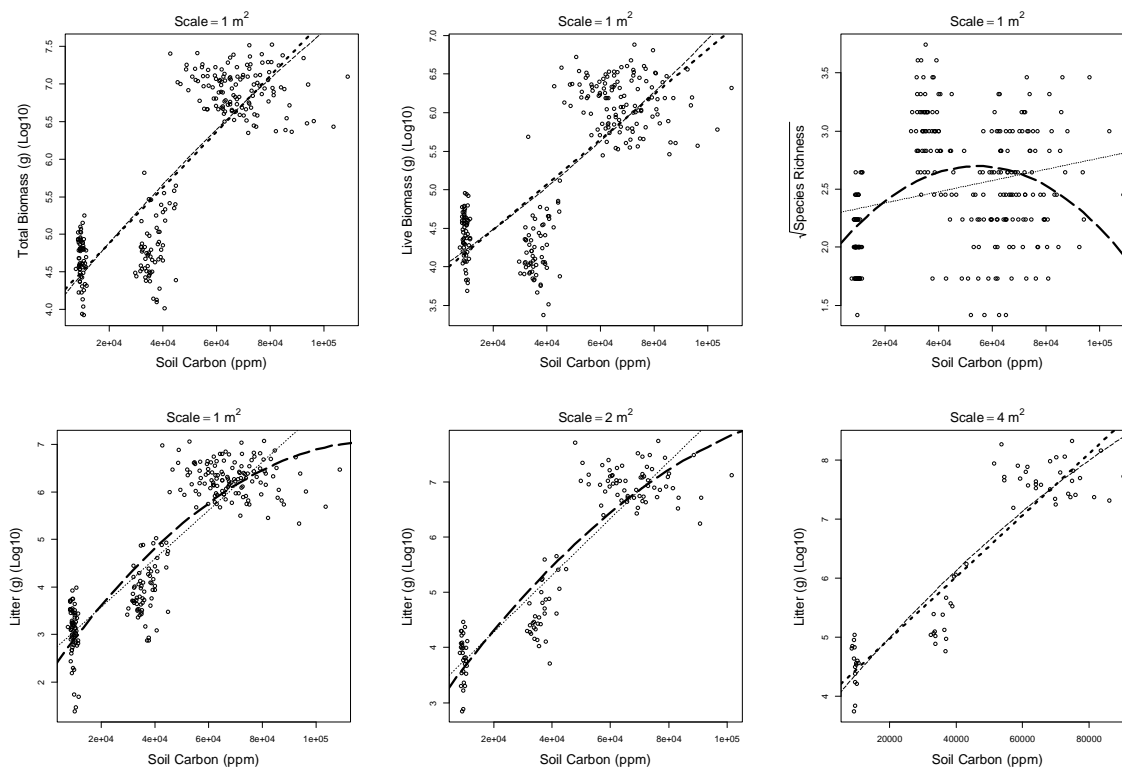 Scale = 1 m²
Total Biomass (g) (Log10)
7.5
7.0
6.5
6.0
5.5
5.0
4.5
4.0
2e+04 4e+04 6e+04 8e+04 1e+05
Soil Carbon (ppm)
Scale = 1 m²
Live Biomass (g) (Log10)
7.0
6.5
6.0
5.5
5.0
4.5
4.0
3.5
2e+04 4e+04 6e+04 8e+04 1e+05
Soil Carbon (ppm)
Scale = 1 m²
√Species Richness
3.5
3.0
2.5
2.0
1.5
2e+04 4e+04 6e+04 8e+04 1e+05
Soil Carbon (ppm)
Scale = 1 m²
Litter (g) (Log10)
7
6
5
4
3
2
2e+04 4e+04 6e+04 8e+04 1e+05
Soil Carbon (ppm)
Scale = 2 m²
Litter (g) (Log10)
7
6
5
4
3
2e+04 4e+04 6e+04 8e+04 1e+05
Soil Carbon (ppm)
Scale = 4 m²
Litter (g) (Log10)
8
7
6
5
4
20000 40000 60000 80000
Soil Carbon (ppm)